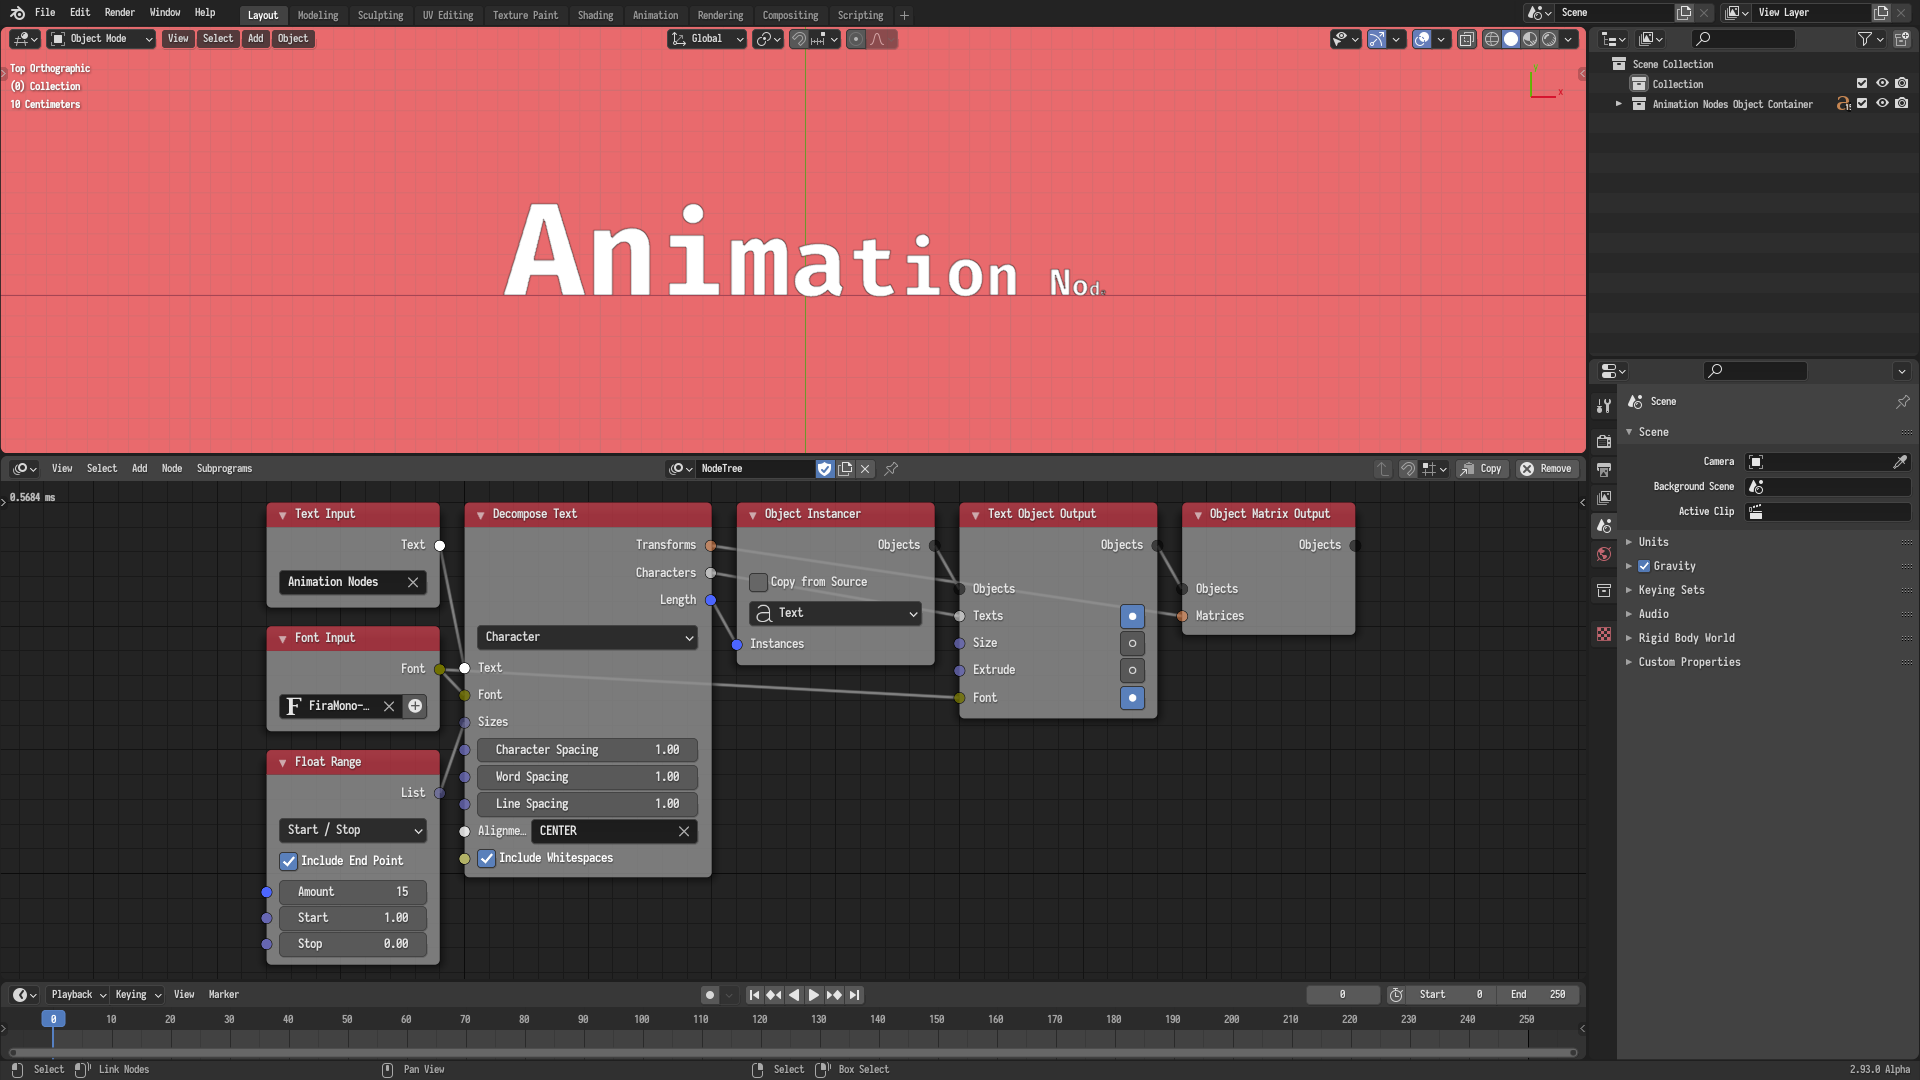 File Edit Render Window Help Layout Modeling Sculpting UV Editing Texture Paint Shading Animation Rendering Compositing Scripting + Scene View Layer
Object Mode View Select Add Object Global
Top Orthographic
(0) Collection
10 Centimeters
Y
X
Animation Nod
Scene Collection
Collection
Animation Nodes Object Container 15
View Select Add Node Subprograms NodeTree Copy Remove
0.5684 ms
Text Input
Text
Animation Nodes
Font Input
Font
F FiraMono-…
Float Range
List
Start / Stop
Include End Point
Amount 15
Start 1.00
Stop 0.00
Decompose Text
Transforms
Characters
Length
Character
Text
Font
Sizes
Character Spacing 1.00
Word Spacing 1.00
Line Spacing 1.00
Alignme… CENTER
Include Whitespaces
Object Instancer
Objects
Copy from Source
a Text
Instances
Text Object Output
Objects
Objects
Texts
Size
Extrude
Font
Object Matrix Output
Objects
Objects
Matrices
Scene
Scene
Camera
Background Scene
Active Clip
Units
Gravity
Keying Sets
Audio
Rigid Body World
Custom Properties
Playback Keying View Marker 0 Start 0 End 250
0 10 20 30 40 50 60 70 80 90 100 110 120 130 140 150 160 170 180 190 200 210 220 230 240 250
Select Link Nodes Pan View Select Box Select 2.93.0 Alpha